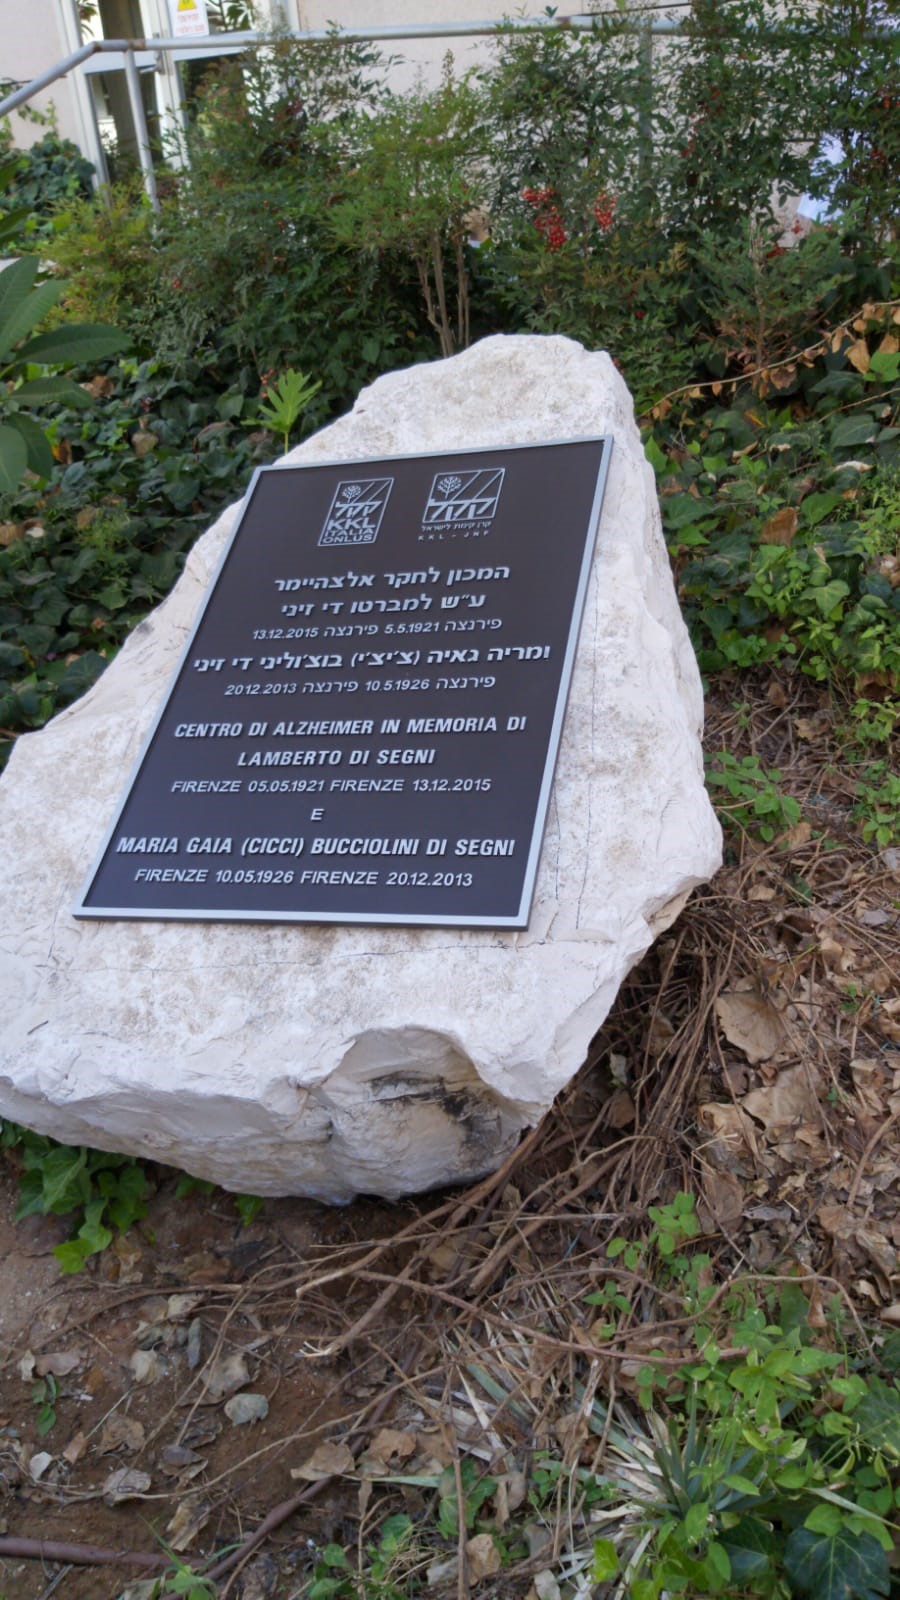 קקל
KKL
ITALIA
ONLUS
קקל
קרן קימת לישראל
KKL - JNF
המכון לחקר אלצהיימר
ע״ש למברטו די זיני
פירנצה 5.5.1921 פירנצה 13.12.2015
ומריה גאיה (צ׳יצ׳י) בוצ׳וליני די זיני
פירנצה 10.5.1926 פירנצה 20.12.2013
CENTRO DI ALZHEIMER IN MEMORIA DI
LAMBERTO DI SEGNI
FIRENZE 05.05.1921 FIRENZE 13.12.2015
E
MARIA GAIA (CICCI) BUCCIOLINI DI SEGNI
FIRENZE 10.05.1926 FIRENZE 20.12.2013